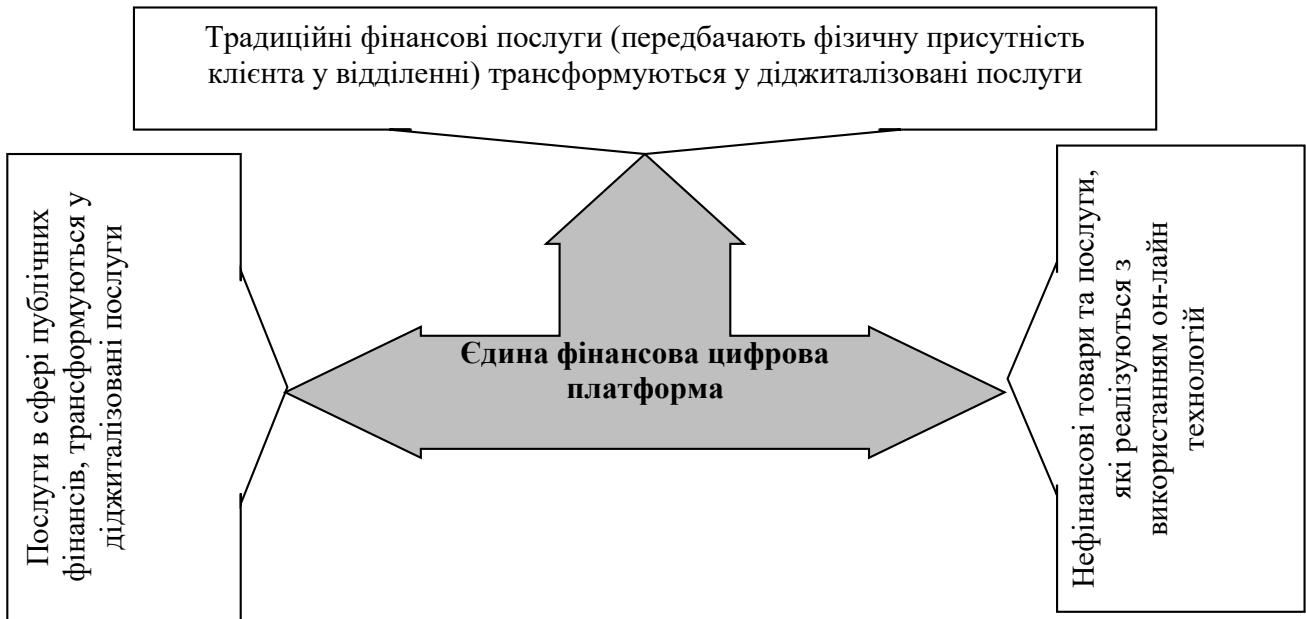 Традиційні фінансові послуги (передбачають фізичну присутність
клієнта у відділенні) трансформуються у діджиталізовані послуги
Послуги в сфері публічних
фінансів, трансформуються у
діджиталізовані послуги
Єдина фінансова цифрова
платформа
Нефінансові товари та послуги,
які реалізуються з
використанням он-лайн
технологій